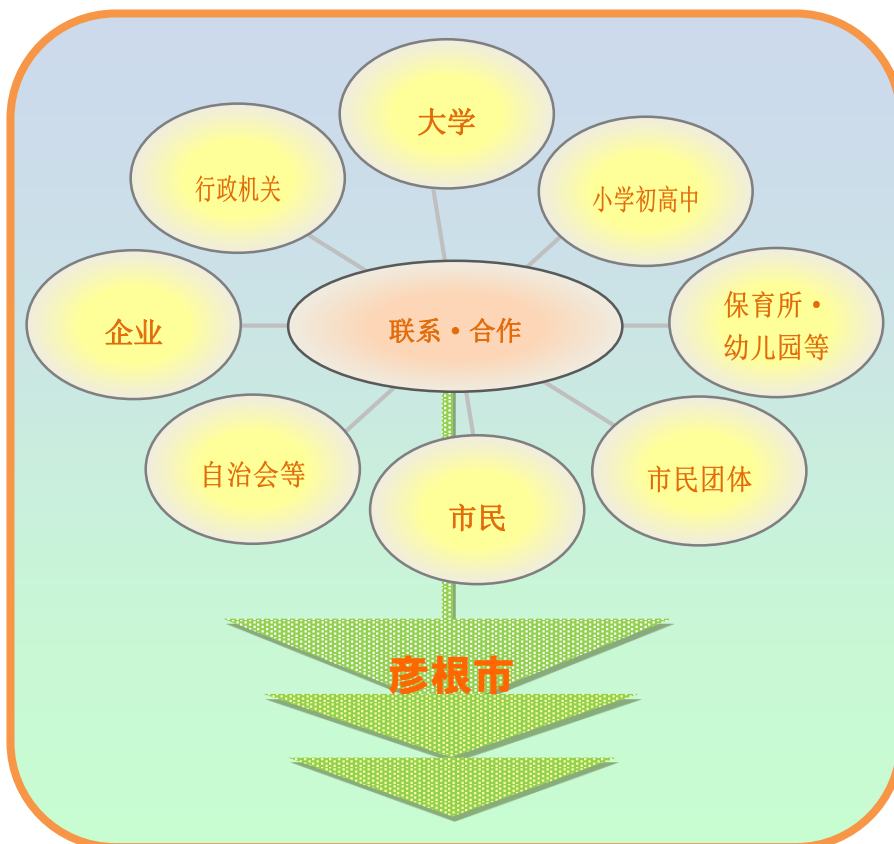 大学
行政机关
小学初高中
企业
联系・合作
保育所・
幼儿园等
自治会等
市民
市民团体
彦根市